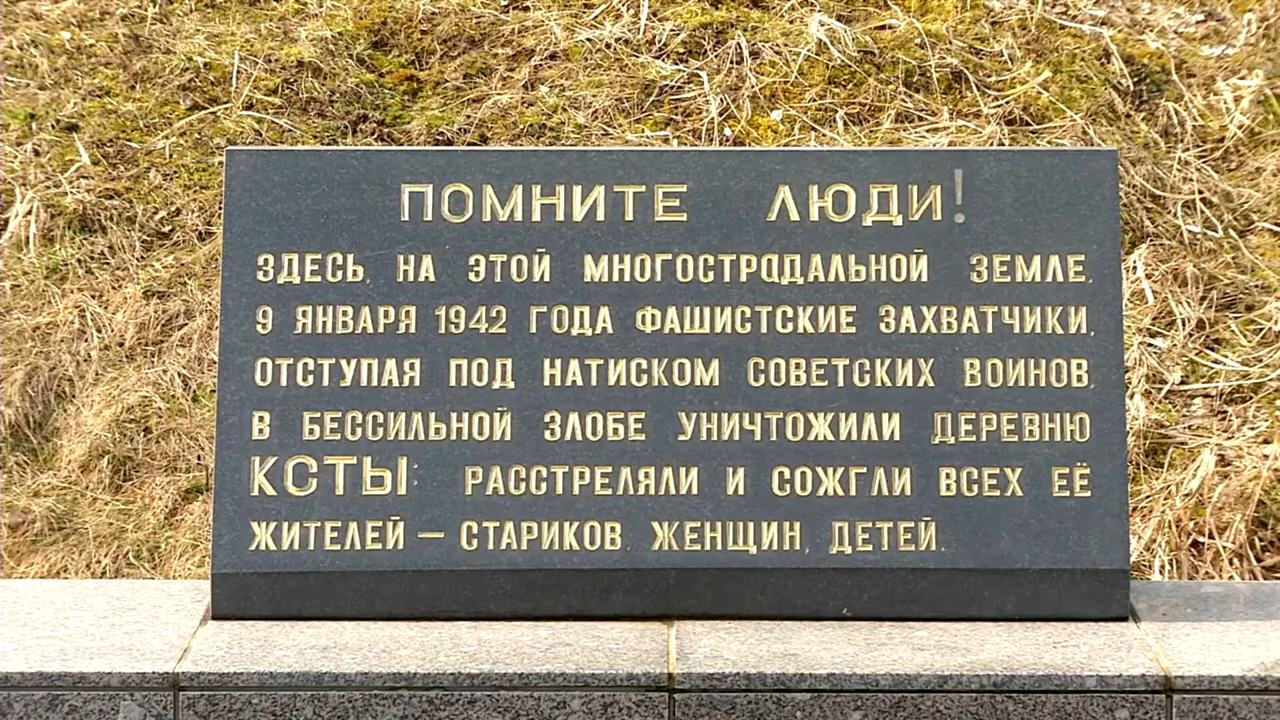 ПОМНИТЕ ЛЮДИ!
ЗДЕСЬ, НА ЭТОЙ МНОГОСТРАДАЛЬНОЙ ЗЕМЛЕ,
9 ЯНВАРЯ 1942 ГОДА ФАШИСТСКИЕ ЗАХВАТЧИКИ,
ОТСТУПАЯ ПОД НАТИСКОМ СОВЕТСКИХ ВОИНОВ,
В БЕССИЛЬНОЙ ЗЛОБЕ УНИЧТОЖИЛИ ДЕРЕВНЮ
КСТЫ: РАССТРЕЛЯЛИ И СОЖГЛИ ВСЕХ ЕЁ
ЖИТЕЛЕЙ – СТАРИКОВ, ЖЕНЩИН, ДЕТЕЙ.